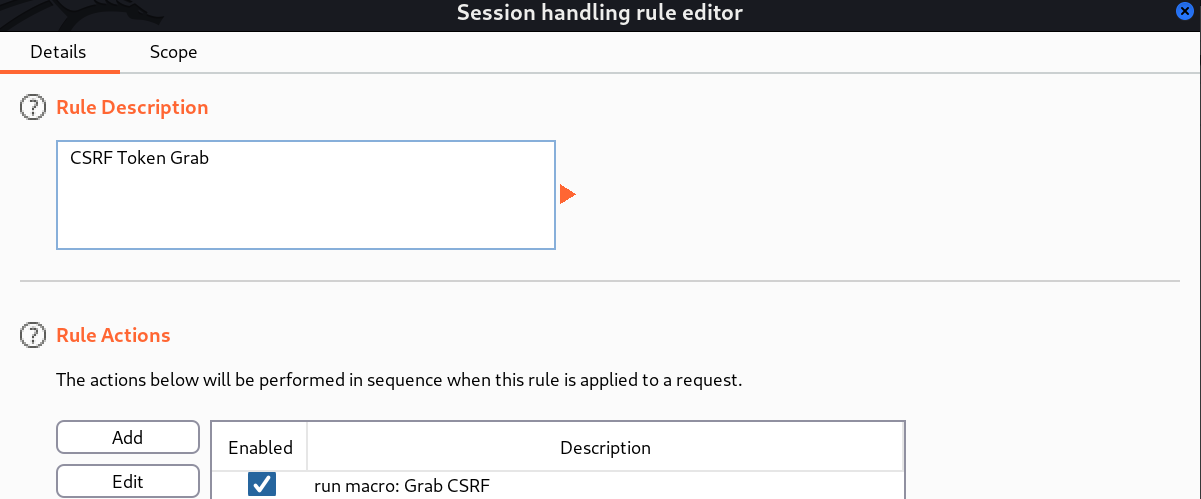 Session handling rule editor
Details Scope
Rule Description
CSRF Token Grab
Rule Actions
The actions below will be performed in sequence when this rule is applied to a request.
Add
Enabled Description
Edit
run macro: Grab CSRF